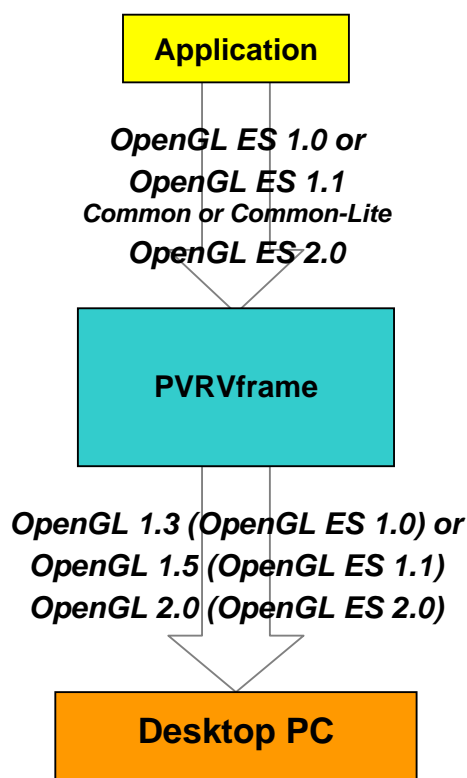 Application
OpenGL ES 1.0 or
OpenGL ES 1.1
Common or Common-Lite
OpenGL ES 2.0
PVRVframe
OpenGL 1.3 (OpenGL ES 1.0) or
OpenGL 1.5 (OpenGL ES 1.1)
OpenGL 2.0 (OpenGL ES 2.0)
Desktop PC